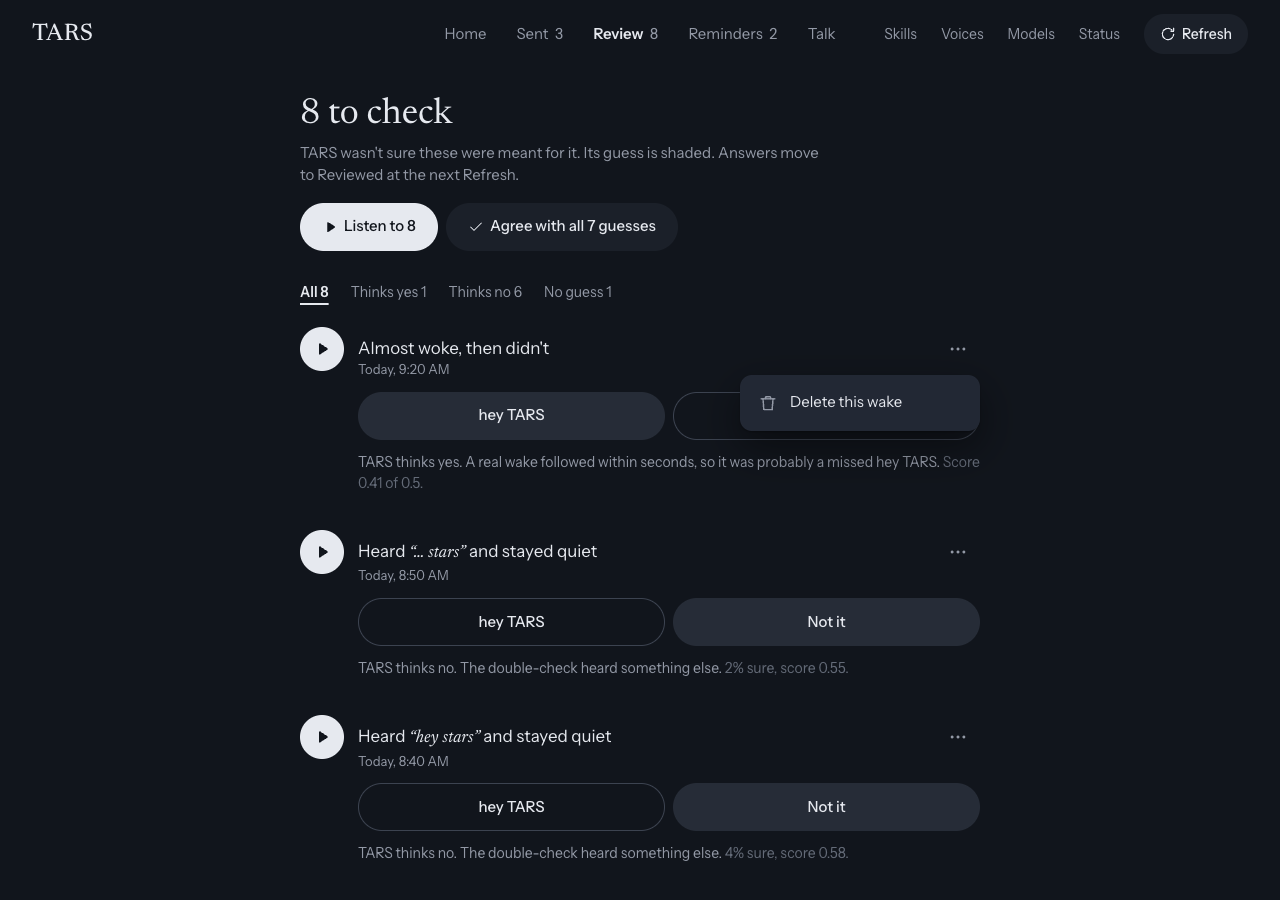 TARS
Home
Sent 3
Review 8
Reminders 2
Talk
Skills
Voices
Models
Status
Refresh
8 to check
TARS wasn't sure these were meant for it. Its guess is shaded. Answers move
to Reviewed at the next Refresh.
Listen to 8
Agree with all 7 guesses
All 8
Thinks yes 1
Thinks no 6
No guess 1
Almost woke, then didn't
Today, 9:20 AM
Delete this wake
hey TARS
TARS thinks yes. A real wake followed within seconds, so it was probably a missed hey TARS. Score
0.41 of 0.5.
Heard “… stars” and stayed quiet
Today, 8:50 AM
hey TARS
Not it
TARS thinks no. The double-check heard something else. 2% sure, score 0.55.
Heard “hey stars” and stayed quiet
Today, 8:40 AM
hey TARS
Not it
TARS thinks no. The double-check heard something else. 4% sure, score 0.58.